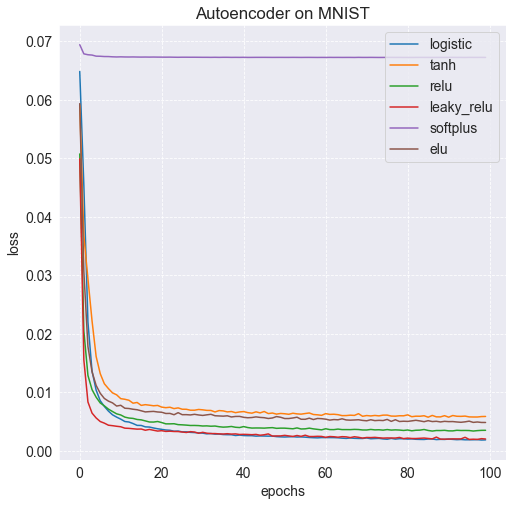 Autoencoder on MNIST
0.07
0.06
0.05
0.04
0.03
0.02
0.01
0.00
loss
logistic
tanh
relu
leaky_relu
softplus
elu
0 20 40 60 80 100
epochs